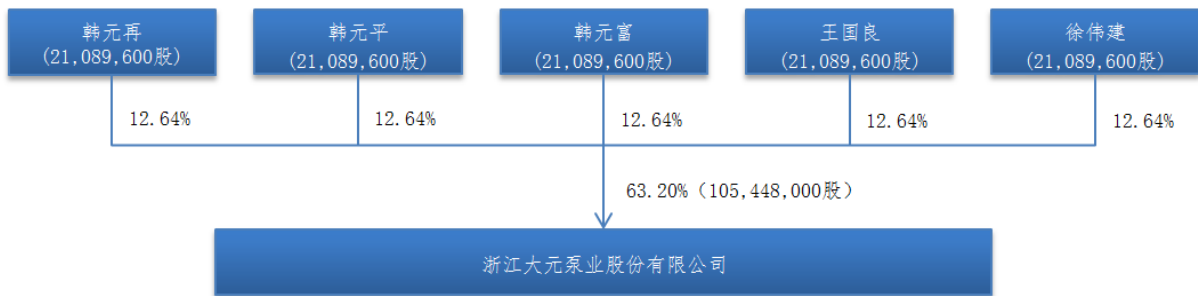 韩元再
(21,089,600股)
韩元平
(21,089,600股)
韩元富
(21,089,600股)
王国良
(21,089,600股)
徐伟建
(21,089,600股)
12.64%
12.64%
12.64%
12.64%
12.64%
63.20%（105,448,000股）
浙江大元泵业股份有限公司